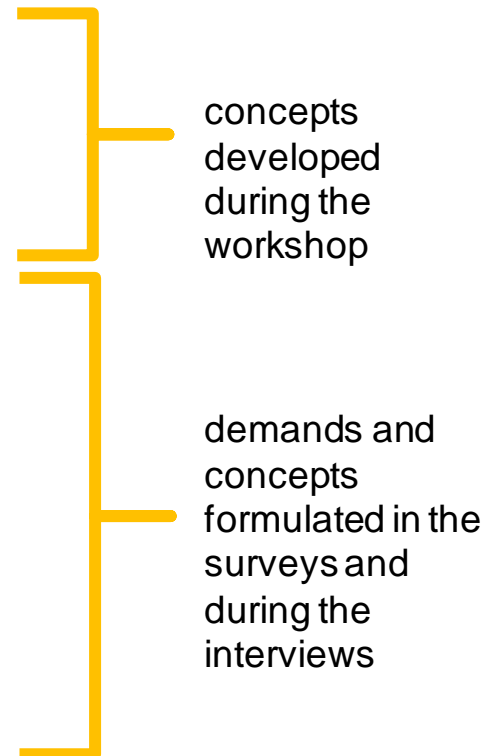 concepts
developed
during the
workshop
demands and
concepts
formulated in the
surveys and
during the
interviews